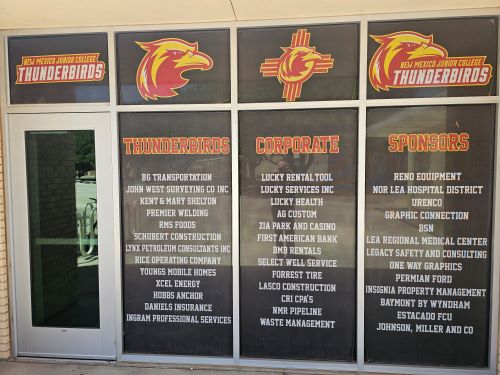 NEW MEXICO JUNIOR COLLEGE
THUNDERBIRDS
NEW MEXICO JUNIOR COLLEGE
THUNDERBIRDS
THUNDERBIRDS
BG TRANSPORTATION
JOHN WEST SURVEYING CO INC
KENT & MARY SHELTON
PREMIER WELDING
RMS FOODS
SCHUBERT CONSTRUCTION
LYNX PETROLEUM CONSULTANTS INC
RICE OPERATING COMPANY
YOUNGS MOBILE HOMES
XCEL ENERGY
HOBBS ANCHOR
DANIELS INSURANCE
INGRAM PROFESSIONAL SERVICES
CORPORATE
LUCKY RENTAL TOOL
LUCKY SERVICES INC
LUCKY HEALTH
AG CUSTOM
ZIA PARK AND CASINO
FIRST AMERICAN BANK
BMB RENTALS
SELECT WELL SERVICE
FORREST TIRE
LASCO CONSTRUCTION
CRI CPA'S
NMR PIPELINE
WASTE MANAGEMENT
SPONSORS
RENO EQUIPMENT
NOR LEA HOSPITAL DISTRICT
URENCO
GRAPHIC CONNECTION
BSN
LEA REGIONAL MEDICAL CENTER
LEGACY SAFETY AND CONSULTING
ONE WAY GRAPHICS
PERMIAN FORD
INSIGNIA PROPERTY MANAGEMENT
BAYMONT BY WYNDHAM
ESTACADO FCU
JOHNSON, MILLER AND CO